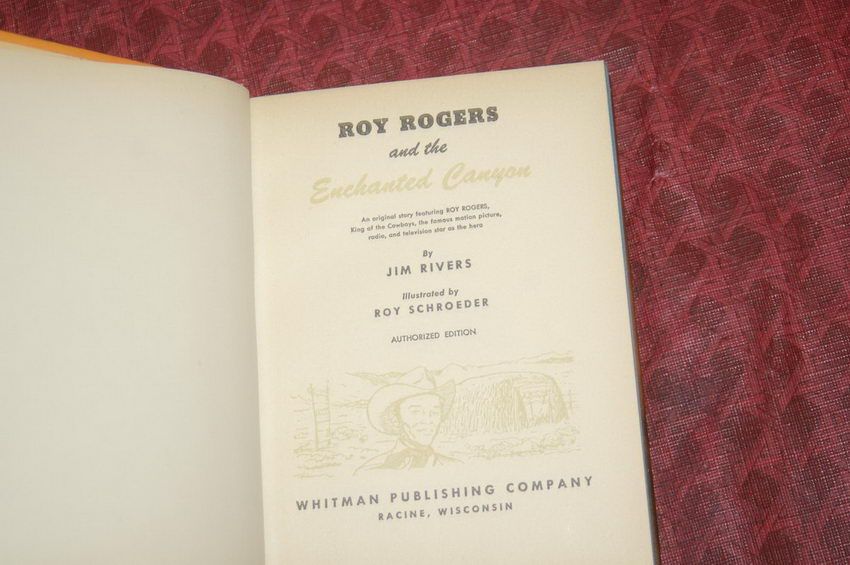 ROY ROGERS
and the
Enchanted Canyon
An original story featuring ROY ROGERS,
King of the Cowboys, the famous motion picture,
radio, and television star as the hero
By
JIM RIVERS
Illustrated by
ROY SCHROEDER
AUTHORIZED EDITION
WHITMAN PUBLISHING COMPANY
RACINE, WISCONSIN